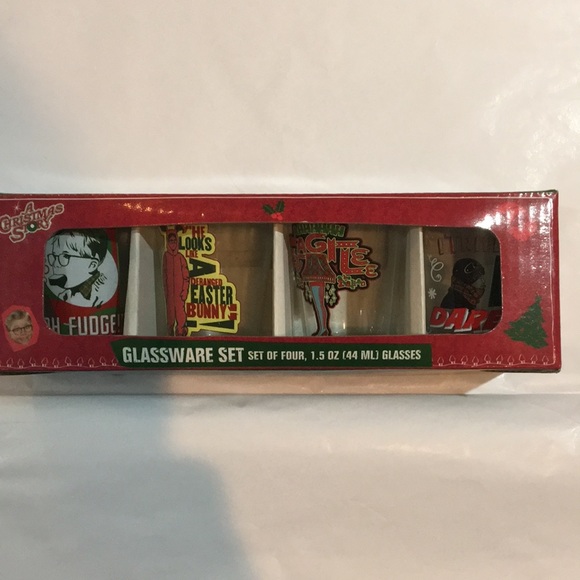 A
CHRISTMAS
STORY
OH FUDGE!
HE
LOOKS
LIKE
A
DERANGED
EASTER
BUNNY
DARE
GLASSWARE SET SET OF FOUR, 1.5 OZ (44 ML) GLASSES